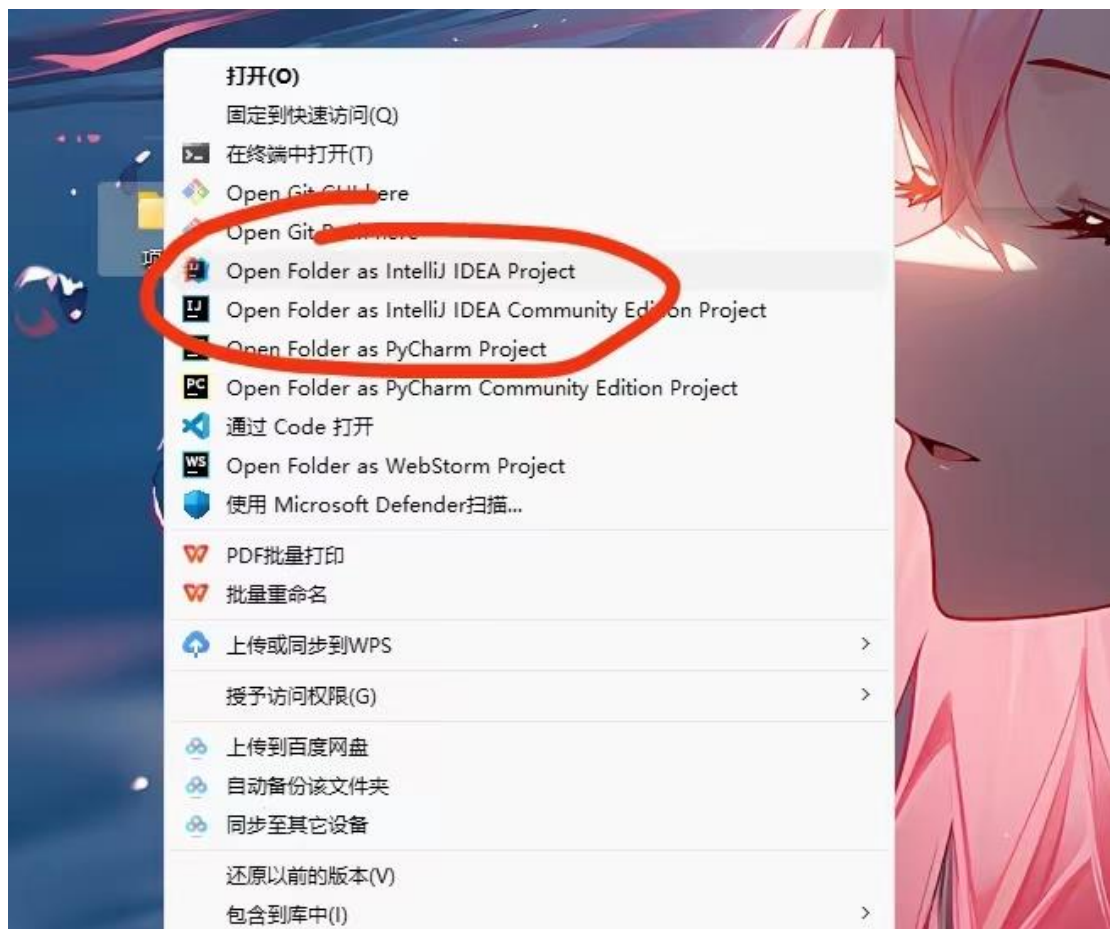 打开(O)
固定到快速访问(Q)
在终端中打开(T)
Open Git GUI here
Open Git Bash here
项
Open Folder as IntelliJ IDEA Project
Open Folder as IntelliJ IDEA Community Edition Project
Open Folder as PyCharm Project
Open Folder as PyCharm Community Edition Project
通过 Code 打开
Open Folder as WebStorm Project
使用 Microsoft Defender扫描...
PDF批量打印
批量重命名
上传或同步到WPS
授予访问权限(G)
上传到百度网盘
自动备份该文件夹
同步至其它设备
还原以前的版本(V)
包含到库中(I)